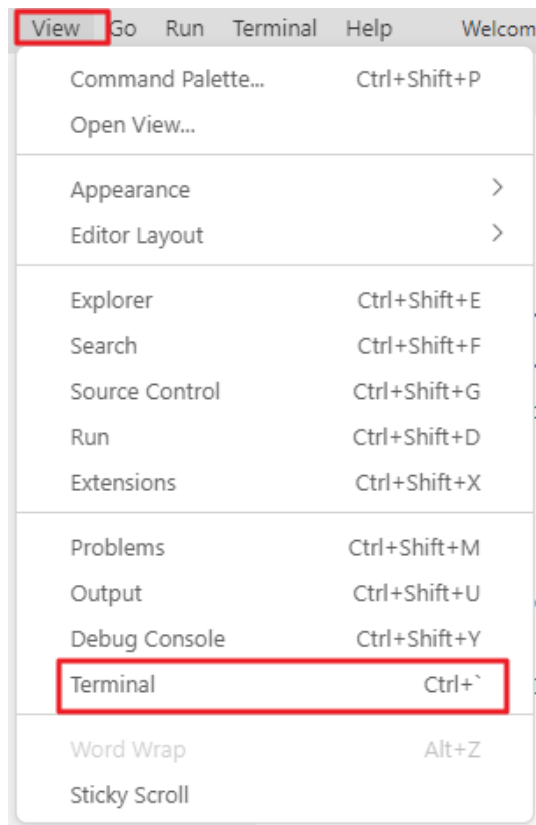 View Go Run Terminal Help Welcom
Command Palette... Ctrl+Shift+P
Open View...
Appearance
Editor Layout
Explorer Ctrl+Shift+E
Search Ctrl+Shift+F
Source Control Ctrl+Shift+G
Run Ctrl+Shift+D
Extensions Ctrl+Shift+X
Problems Ctrl+Shift+M
Output Ctrl+Shift+U
Debug Console Ctrl+Shift+Y
Terminal Ctrl+`
Word Wrap Alt+Z
Sticky Scroll